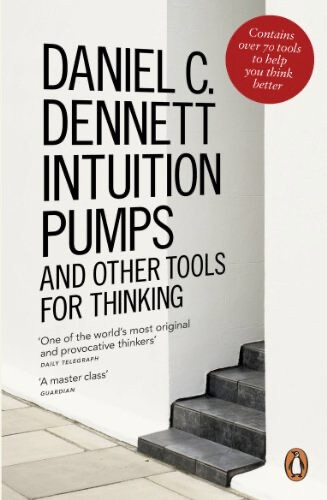 Contains
over 70 tools
to help
you think
better
DANIEL C.
DENNETT
INTUITION
PUMPS
AND OTHER TOOLS
FOR THINKING
'One of the world's most original
and provocative thinkers'
DAILY TELEGRAPH
'A master class'
GUARDIAN